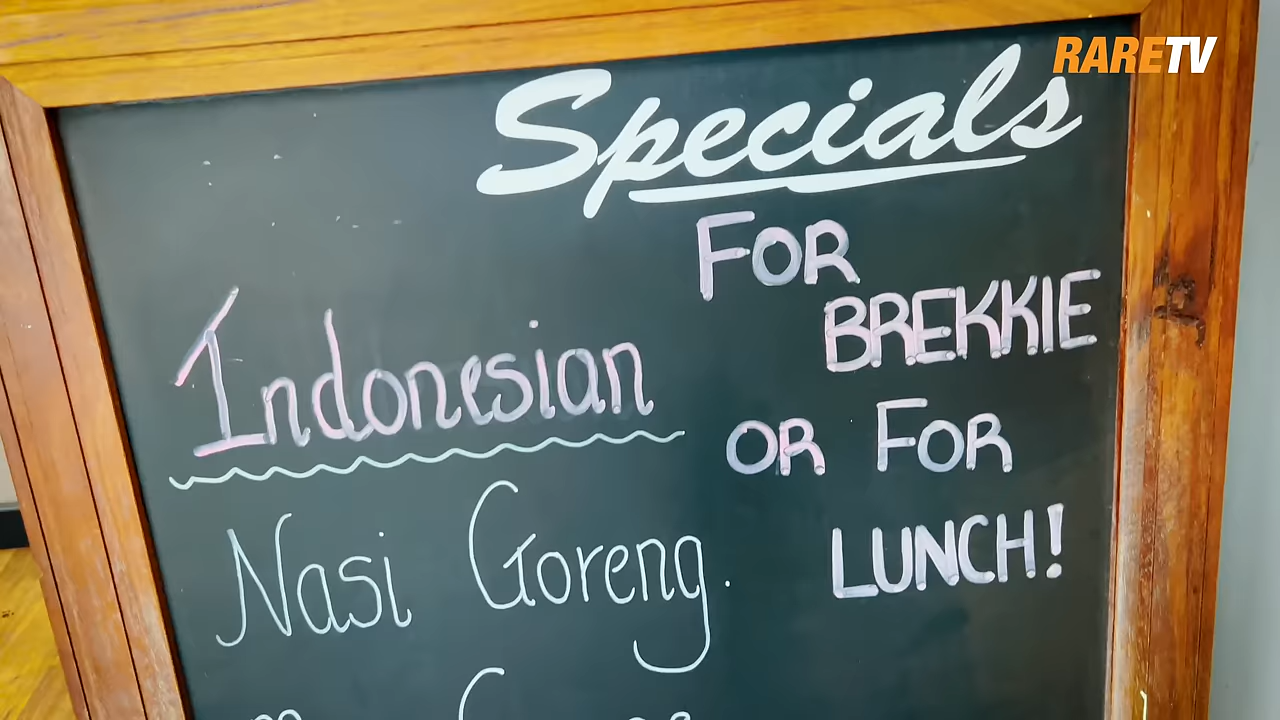 RARETV
Specials
FOR
BREKKIE
OR FOR
LUNCH!
Indonesian
Nasi Goreng.